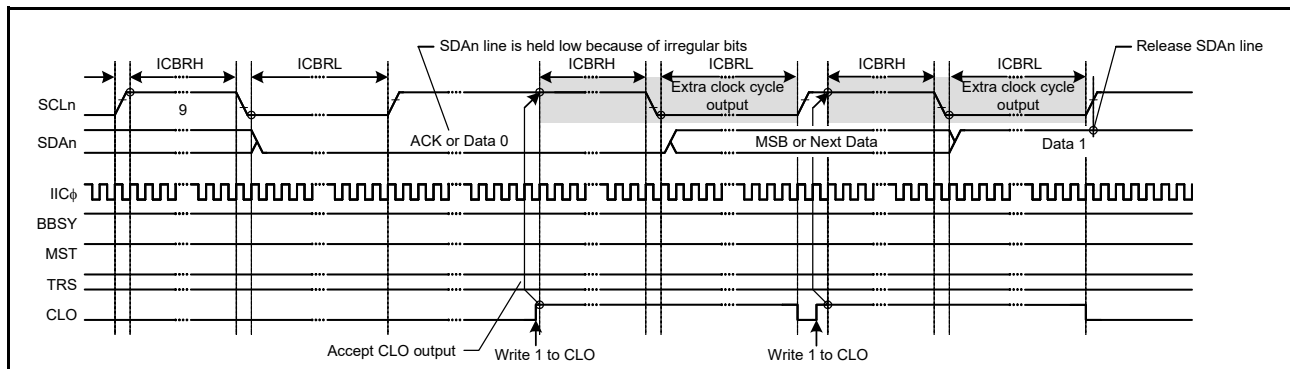 SDAn line is held low because of irregular bits
Release SDAn line
ICBRH
ICBRL
ICBRH
ICBRL
ICBRH
ICBRL
SCLn
9
Extra clock cycle
output
Extra clock cycle
output
SDAn
ACK or Data 0
MSB or Next Data
Data 1
IICϕ
BBSY
MST
TRS
CLO
Accept CLO output
Write 1 to CLO
Write 1 to CLO